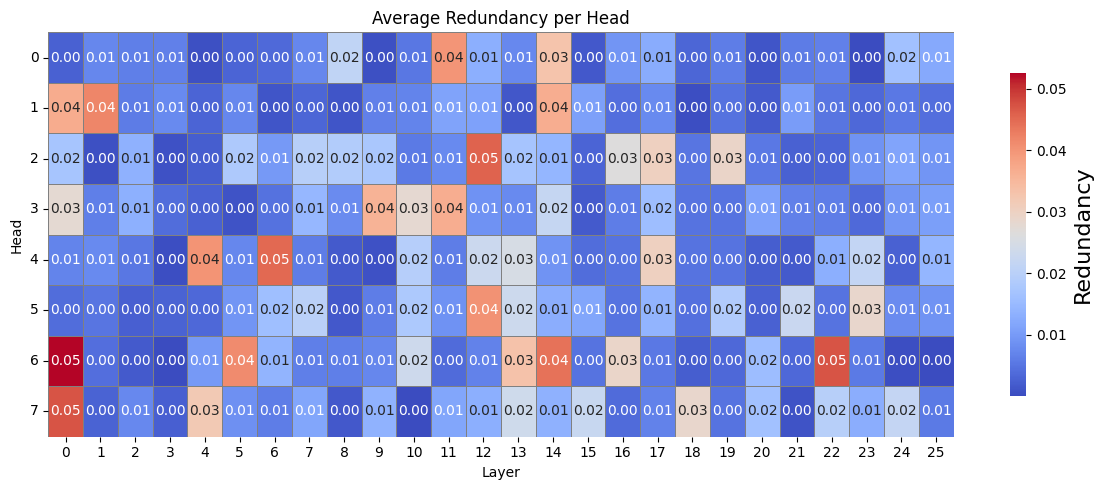 Average Redundancy per Head
0 0.00 0.01 0.01 0.01 0.00 0.00 0.00 0.01 0.02 0.00 0.01 0.04 0.01 0.01 0.03 0.00 0.01 0.01 0.00 0.01 0.00 0.01 0.01 0.00 0.02 0.01
1 0.04 0.04 0.01 0.01 0.00 0.01 0.00 0.00 0.00 0.01 0.01 0.01 0.01 0.00 0.04 0.01 0.00 0.01 0.00 0.00 0.00 0.01 0.00 0.00 0.01 0.00
2 0.02 0.00 0.01 0.00 0.00 0.02 0.01 0.02 0.02 0.02 0.01 0.01 0.05 0.02 0.01 0.00 0.03 0.03 0.00 0.03 0.01 0.00 0.00 0.01 0.01 0.01
3 0.03 0.01 0.01 0.00 0.00 0.00 0.00 0.01 0.01 0.04 0.03 0.04 0.01 0.01 0.02 0.00 0.01 0.02 0.00 0.00 0.01 0.01 0.01 0.00 0.01 0.01
4 0.01 0.01 0.01 0.00 0.04 0.01 0.05 0.01 0.00 0.00 0.02 0.01 0.02 0.03 0.01 0.00 0.00 0.03 0.00 0.01 0.00 0.00 0.01 0.02 0.00 0.01
5 0.00 0.00 0.00 0.00 0.00 0.01 0.02 0.02 0.00 0.01 0.02 0.01 0.04 0.02 0.01 0.01 0.00 0.01 0.00 0.02 0.00 0.02 0.00 0.03 0.01 0.01
6 0.05 0.00 0.00 0.00 0.01 0.04 0.01 0.01 0.01 0.01 0.02 0.00 0.01 0.03 0.04 0.00 0.03 0.01 0.00 0.00 0.02 0.00 0.05 0.01 0.00 0.00
7 0.05 0.00 0.01 0.00 0.03 0.01 0.01 0.01 0.00 0.01 0.00 0.01 0.01 0.02 0.01 0.02 0.00 0.01 0.03 0.00 0.02 0.00 0.02 0.01 0.02 0.01
0 1 2 3 4 5 6 7 8 9 10 11 12 13 14 15 16 17 18 19 20 21 22 23 24 25
Layer
Head
0.05
0.04
0.03
0.02
0.01
Redundancy